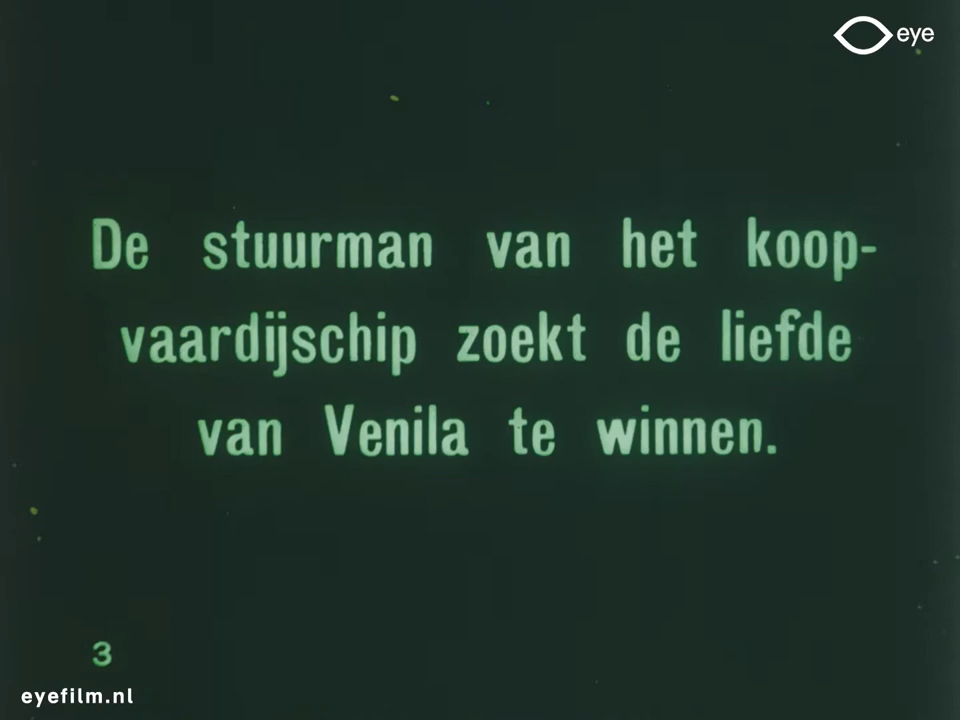 eye
De stuurman van het koop-
vaardijschip zoekt de liefde
van Venila te winnen.
3
eyefilm.nl